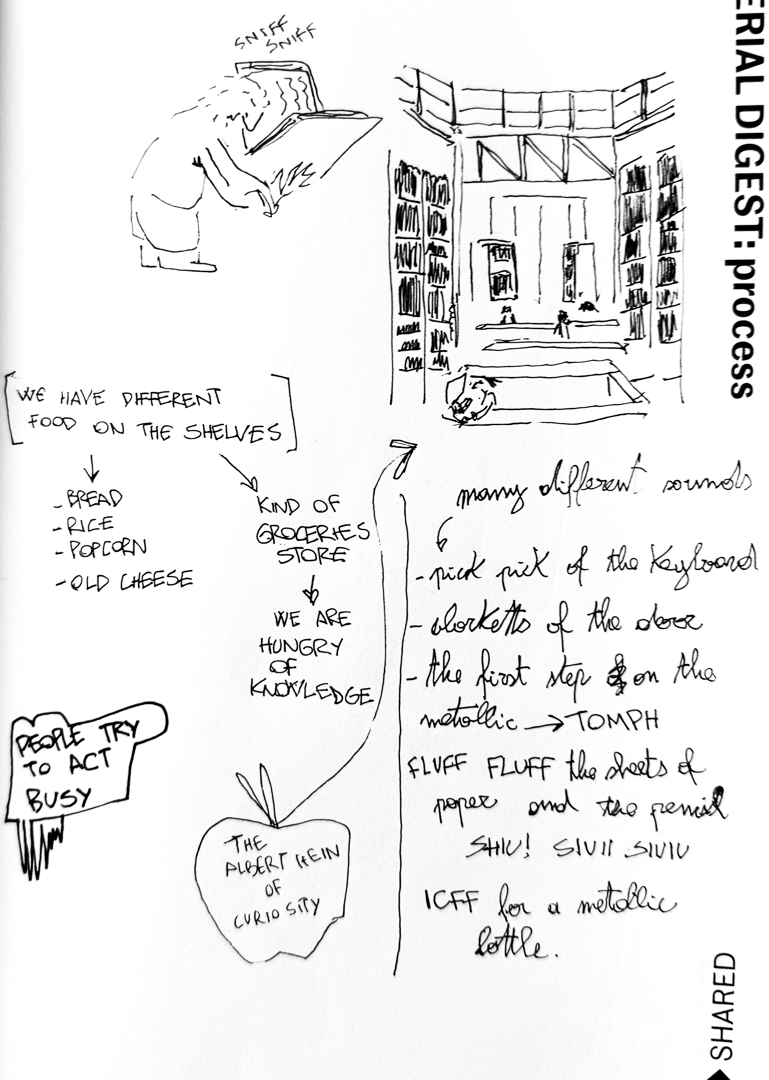 SNIFF
SNIFF
ERIAL DIGEST: process
[WE HAVE DIFFERENT
FOOD ON THE SHELVES]
- BREAD
- RICE
- POPCORN
- OLD CHEESE
KIND OF
GROCERIES
STORE
WE ARE
HUNGRY
OF
KNOWLEDGE
PEOPLE TRY
TO ACT
BUSY
THE
ALBERT HEIN
OF
CURIOSITY
many different sounds
- pick pick of the Keyboard
- of the door
- the first step on the
metallic → TOMPH
FLUFF FLUFF the sheets of
paper and the pencil
SHIU! SIVII SIVIU
ICFF for a metallic
bottle.
SHARED